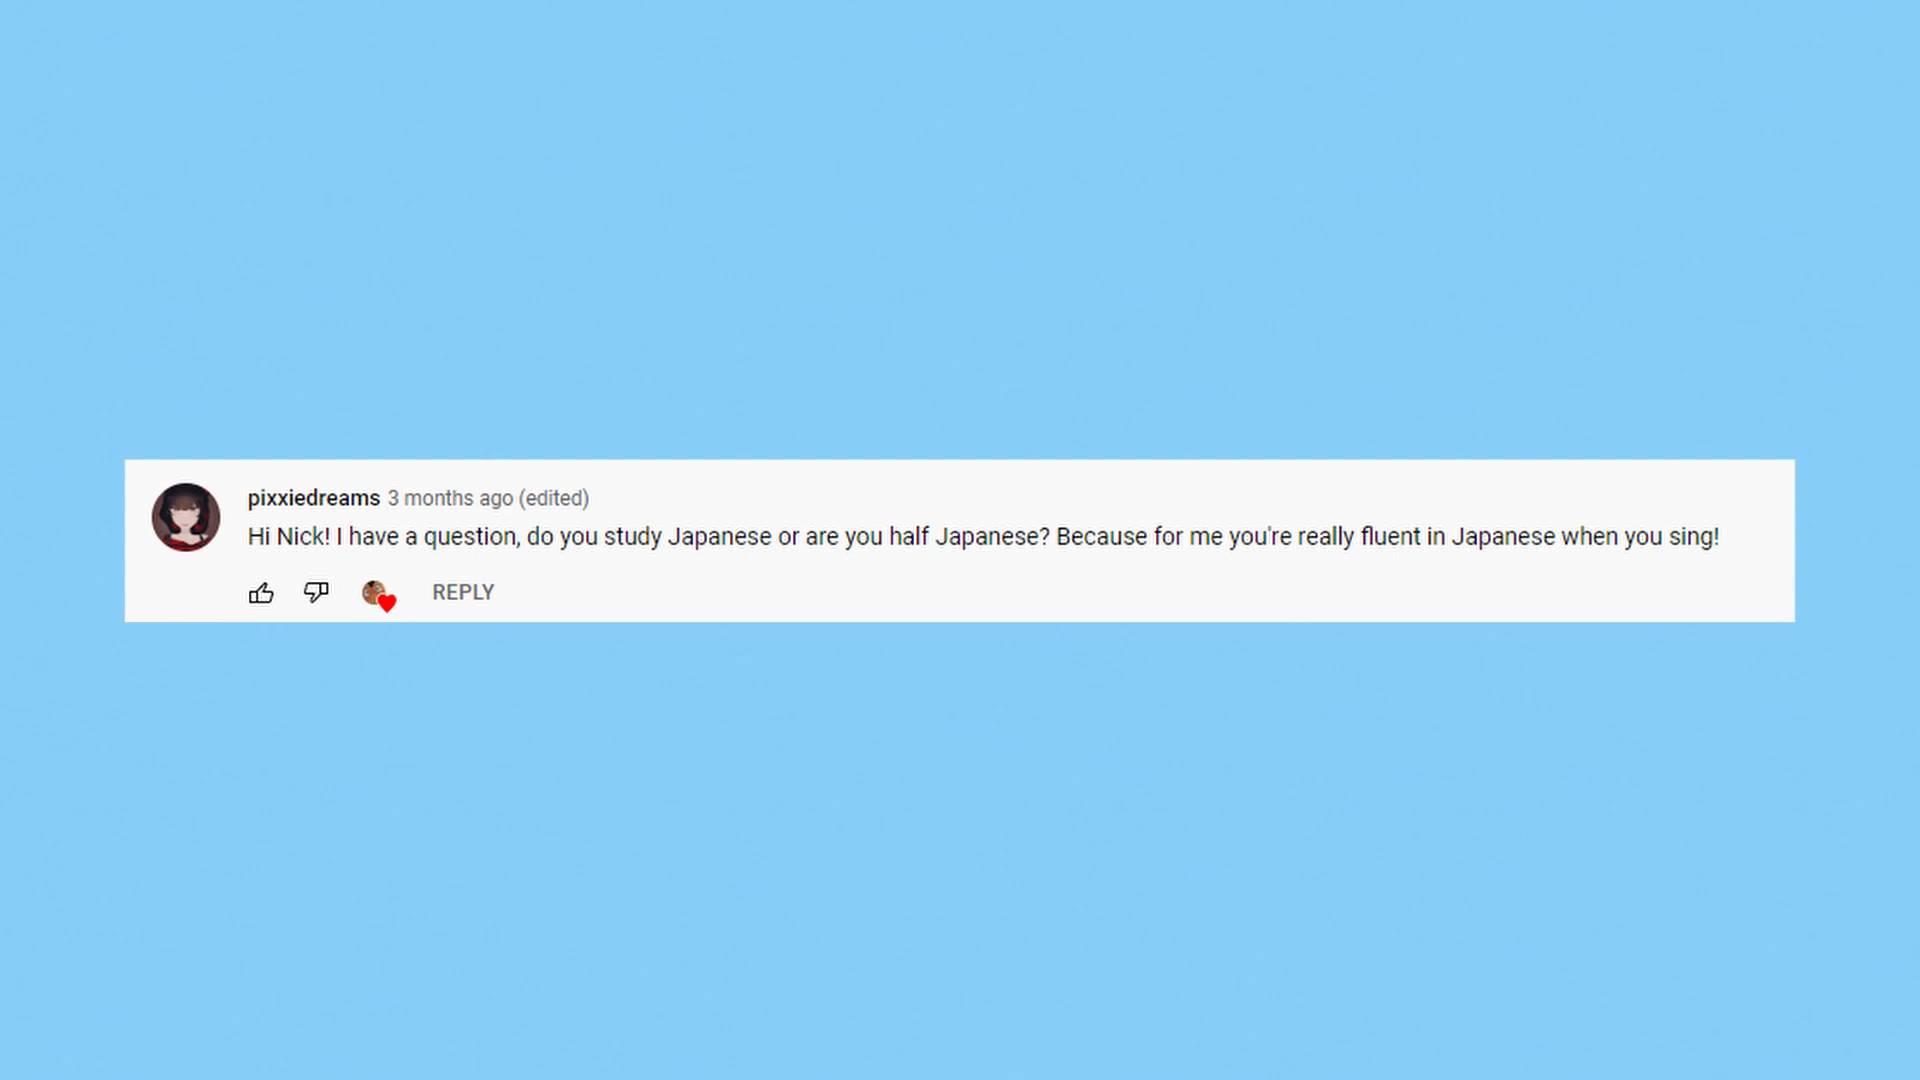 pixxiedreams 3 months ago (edited)
Hi Nick! I have a question, do you study Japanese or are you half Japanese? Because for me you're really fluent in Japanese when you sing!
REPLY